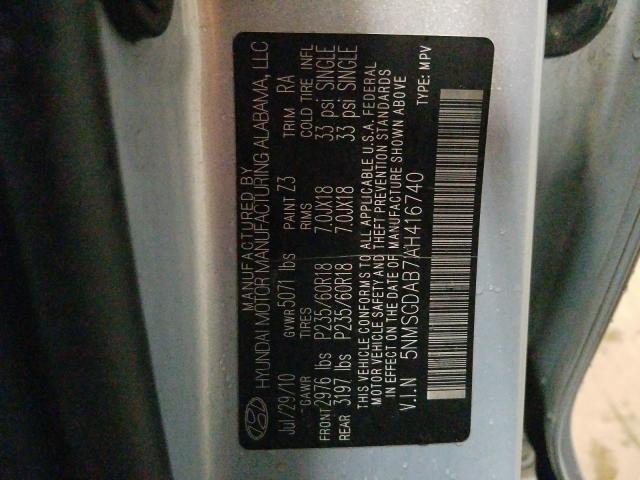 MANUFACTURED BY
HYUNDAI MOTOR MANUFACTURING ALABAMA, LLC
Jul/29/10 GVWR 5071 lbs PAINT Z3 TRIM RA
GAWR TIRES RIMS COLD TIRE INFL
FRONT 2976 lbs P235/60R18 7.0JX18 33 psi SINGLE
REAR 3197 lbs P235/60R18 7.0JX18 33 psi SINGLE
THIS VEHICLE CONFORMS TO ALL APPLICABLE U.S.A. FEDERAL
MOTOR VEHICLE SAFETY AND THEFT PREVENTION STANDARDS
IN EFFECT ON THE DATE OF MANUFACTURE SHOWN ABOVE
V.I.N 5NMSCDAB7AH416740 TYPE: MPV